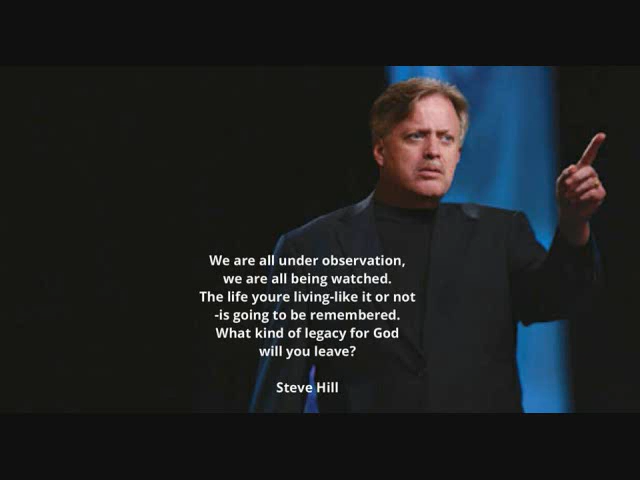 We are all under observation,
we are all being watched.
The life youre living-like it or not
-is going to be remembered.
What kind of legacy for God
will you leave?
Steve Hill